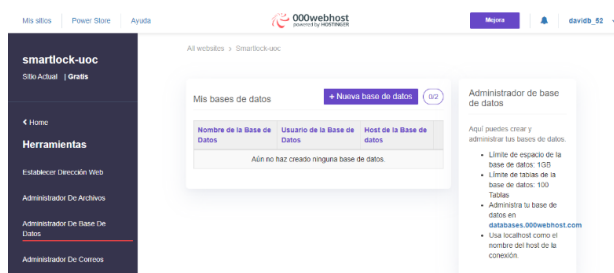 Mis sitios Power Store Ayuda
000webhost
powered by HOSTINGER
Mejora davidb_52
smartlock-uoc
Sitio Actual | Gratis
< Home
Herramientas
Establecer Dirección Web
Administrador De Archivos
Administrador De Base De
Datos
Administrador De Correos
All websites > Smartlock-uoc
Mis bases de datos + Nueva base de datos 0/2
Nombre de la Base de
Datos
Usuario de la Base de
Datos
Host de la Base de
datos
Aún no haz creado ninguna base de datos.
Administrador de base
de datos
Aquí puedes crear y
administrar tus bases de datos.
• Límite de espacio de la
base de datos: 1GB
• Límite de tablas de la
base de datos: 100
Tablas
• Administra tu base de
datos en
databases.000webhost.com
• Usa localhost como el
nombre del host de la
conexión.